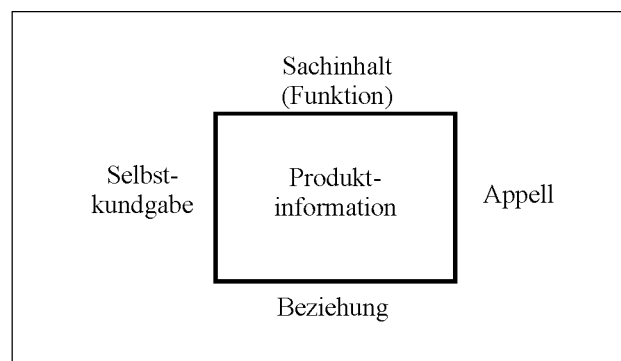 Sachinhalt
(Funktion)
Selbst-
kundgabe
Produkt-
information
Appell
Beziehung